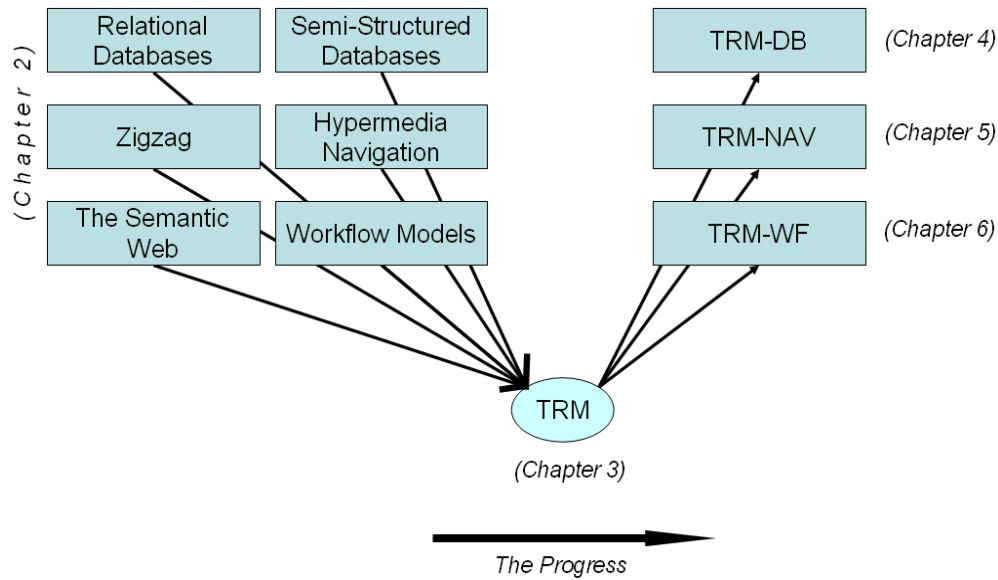 (Chapter 2)
Relational
Databases
Semi-Structured
Databases
TRM-DB
(Chapter 4)
Zigzag
Hypermedia
Navigation
TRM-NAV
(Chapter 5)
The Semantic
Web
Workflow Models
TRM-WF
(Chapter 6)
TRM
(Chapter 3)
The Progress